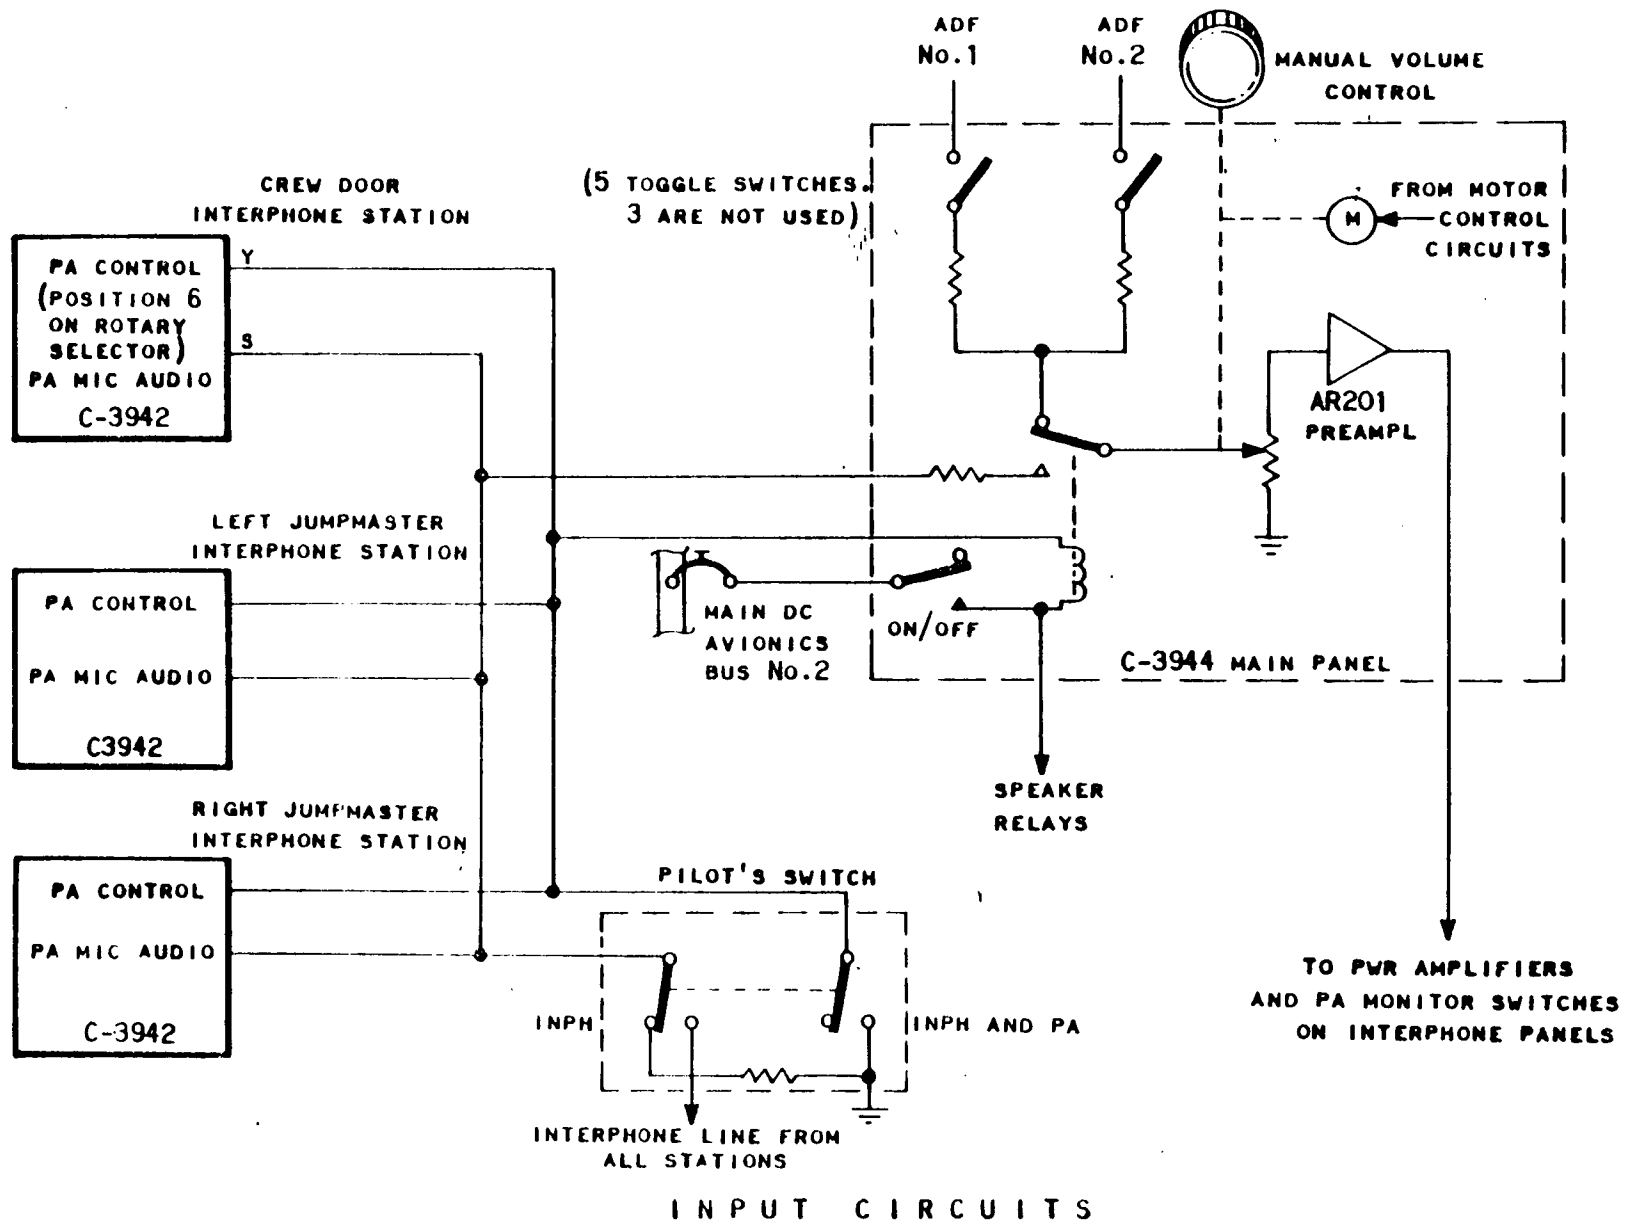 ADF
No.1
ADF
No.2
MANUAL VOLUME
CONTROL
CREW DOOR
INTERPHONE STATION
(5 TOGGLE SWITCHES.
3 ARE NOT USED)
FROM MOTOR
CONTROL
CIRCUITS
M
Y
S
PA CONTROL
(POSITION 6
ON ROTARY
SELECTOR)
PA MIC AUDIO
C-3942
AR201
PREAMPL
LEFT JUMPMASTER
INTERPHONE STATION
PA CONTROL
PA MIC AUDIO
C3942
MAIN DC
AVIONICS
BUS No.2
ON/OFF
C-3944 MAIN PANEL
SPEAKER
RELAYS
RIGHT JUMPMASTER
INTERPHONE STATION
PA CONTROL
PA MIC AUDIO
C-3942
PILOT'S SWITCH
INPH
INPH AND PA
TO PWR AMPLIFIERS
AND PA MONITOR SWITCHES
ON INTERPHONE PANELS
INTERPHONE LINE FROM
ALL STATIONS
INPUT CIRCUITS